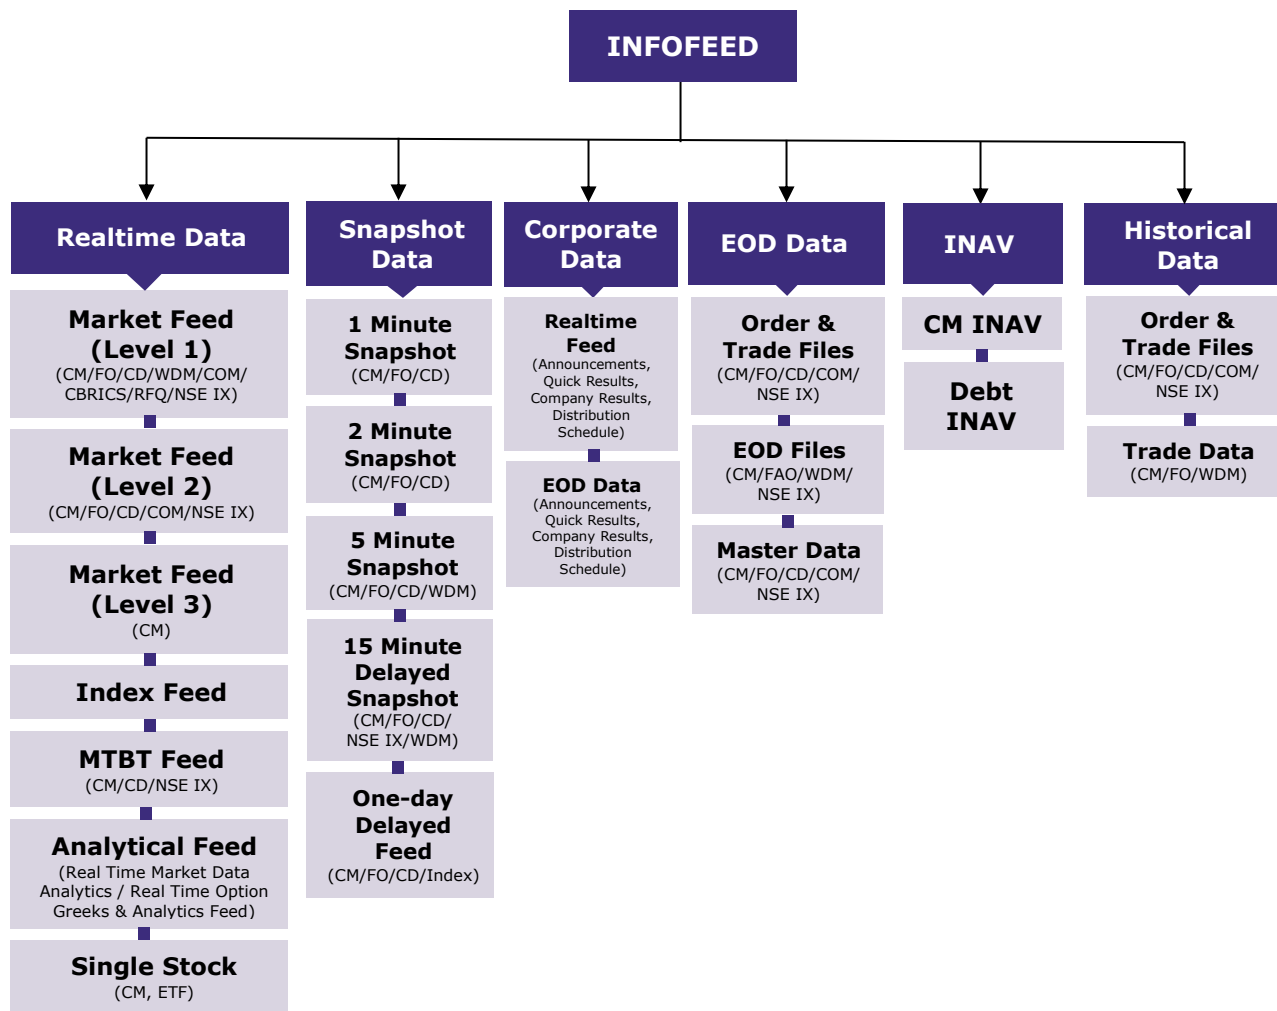 INFOFEED
Realtime Data
Market Feed
(Level 1)
(CM/FO/CD/WDM/COM/
CBRICS/RFQ/NSE IX)
Market Feed
(Level 2)
(CM/FO/CD/COM/NSE IX)
Market Feed
(Level 3)
(CM)
Index Feed
MTBT Feed
(CM/CD/NSE IX)
Analytical Feed
(Real Time Market Data
Analytics / Real Time Option
Greeks & Analytics Feed)
Single Stock
(CM, ETF)
Snapshot
Data
1 Minute
Snapshot
(CM/FO/CD)
2 Minute
Snapshot
(CM/FO/CD)
5 Minute
Snapshot
(CM/FO/CD/WDM)
15 Minute
Delayed
Snapshot
(CM/FO/CD/
NSE IX/WDM)
One-day
Delayed
Feed
(CM/FO/CD/Index)
Corporate
Data
Realtime
Feed
(Announcements,
Quick Results,
Company Results,
Distribution
Schedule)
EOD Data
(Announcements,
Quick Results,
Company Results,
Distribution
Schedule)
EOD Data
Order &
Trade Files
(CM/FO/CD/COM/
NSE IX)
EOD Files
(CM/FAO/WDM/
NSE IX)
Master Data
(CM/FO/CD/COM/
NSE IX)
INAV
CM INAV
Debt
INAV
Historical
Data
Order &
Trade Files
(CM/FO/CD/COM/
NSE IX)
Trade Data
(CM/FO/WDM)